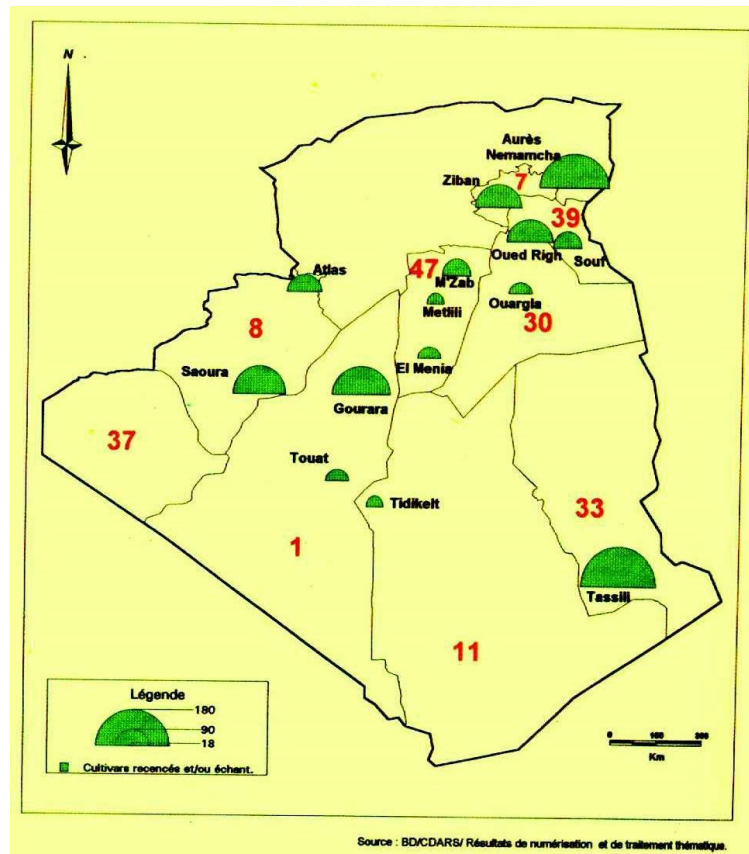 N
Aurès
Nemamcha
7
Ziban
39
Oued Righ
Souf
47
M'Zab
Atlas
Metlili
Ouargla
30
8
El Menia
Saoura
Gourara
37
Touat
Tidikelt
33
1
Tassili
11
Légende
180
90
18
Cultivars recencés et/ou échant.
0 100 200
Km
Source : BD/CDARS/ Résultats de numérisation et de traitement thématique.